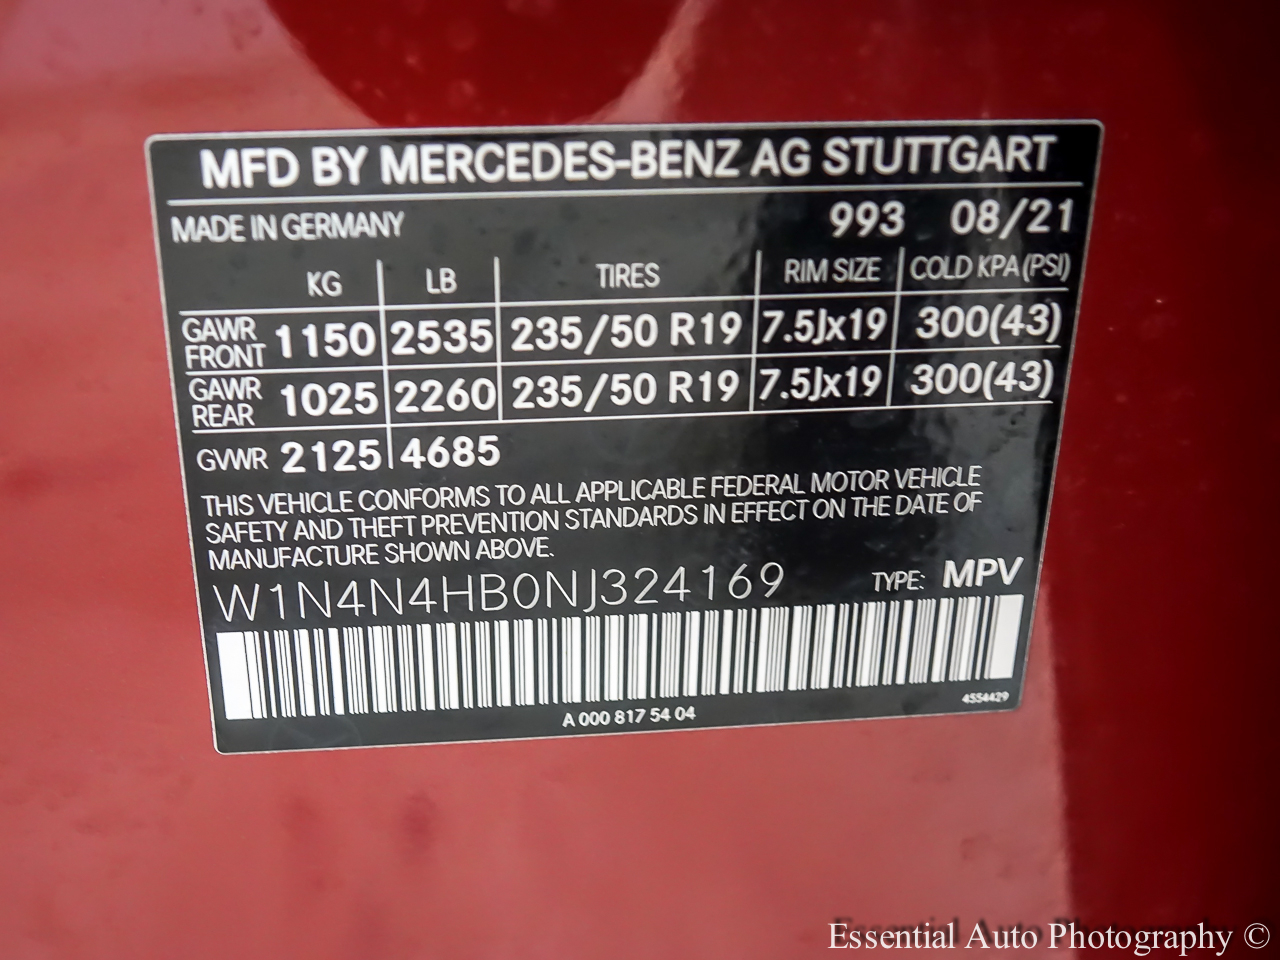 MFD BY MERCEDES-BENZ AG STUTTGART
MADE IN GERMANY 993 08/21
KG LB TIRES RIM SIZE COLD KPA (PSI)
GAWR FRONT 1150 2535 235/50 R19 7.5Jx19 300(43)
GAWR REAR 1025 2260 235/50 R19 7.5Jx19 300(43)
GVWR 2125 4685
THIS VEHICLE CONFORMS TO ALL APPLICABLE FEDERAL MOTOR VEHICLE
SAFETY AND THEFT PREVENTION STANDARDS IN EFFECT ON THE DATE OF
MANUFACTURE SHOWN ABOVE.
W1N4N4HB0NJ324169 TYPE: MPV
A 000 817 54 04 4554429
Essential Auto Photography ©